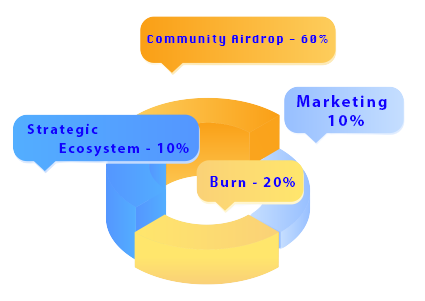 Community Airdrop - 60%
Marketing
10%
Strategic
Ecosystem - 10%
Burn - 20%